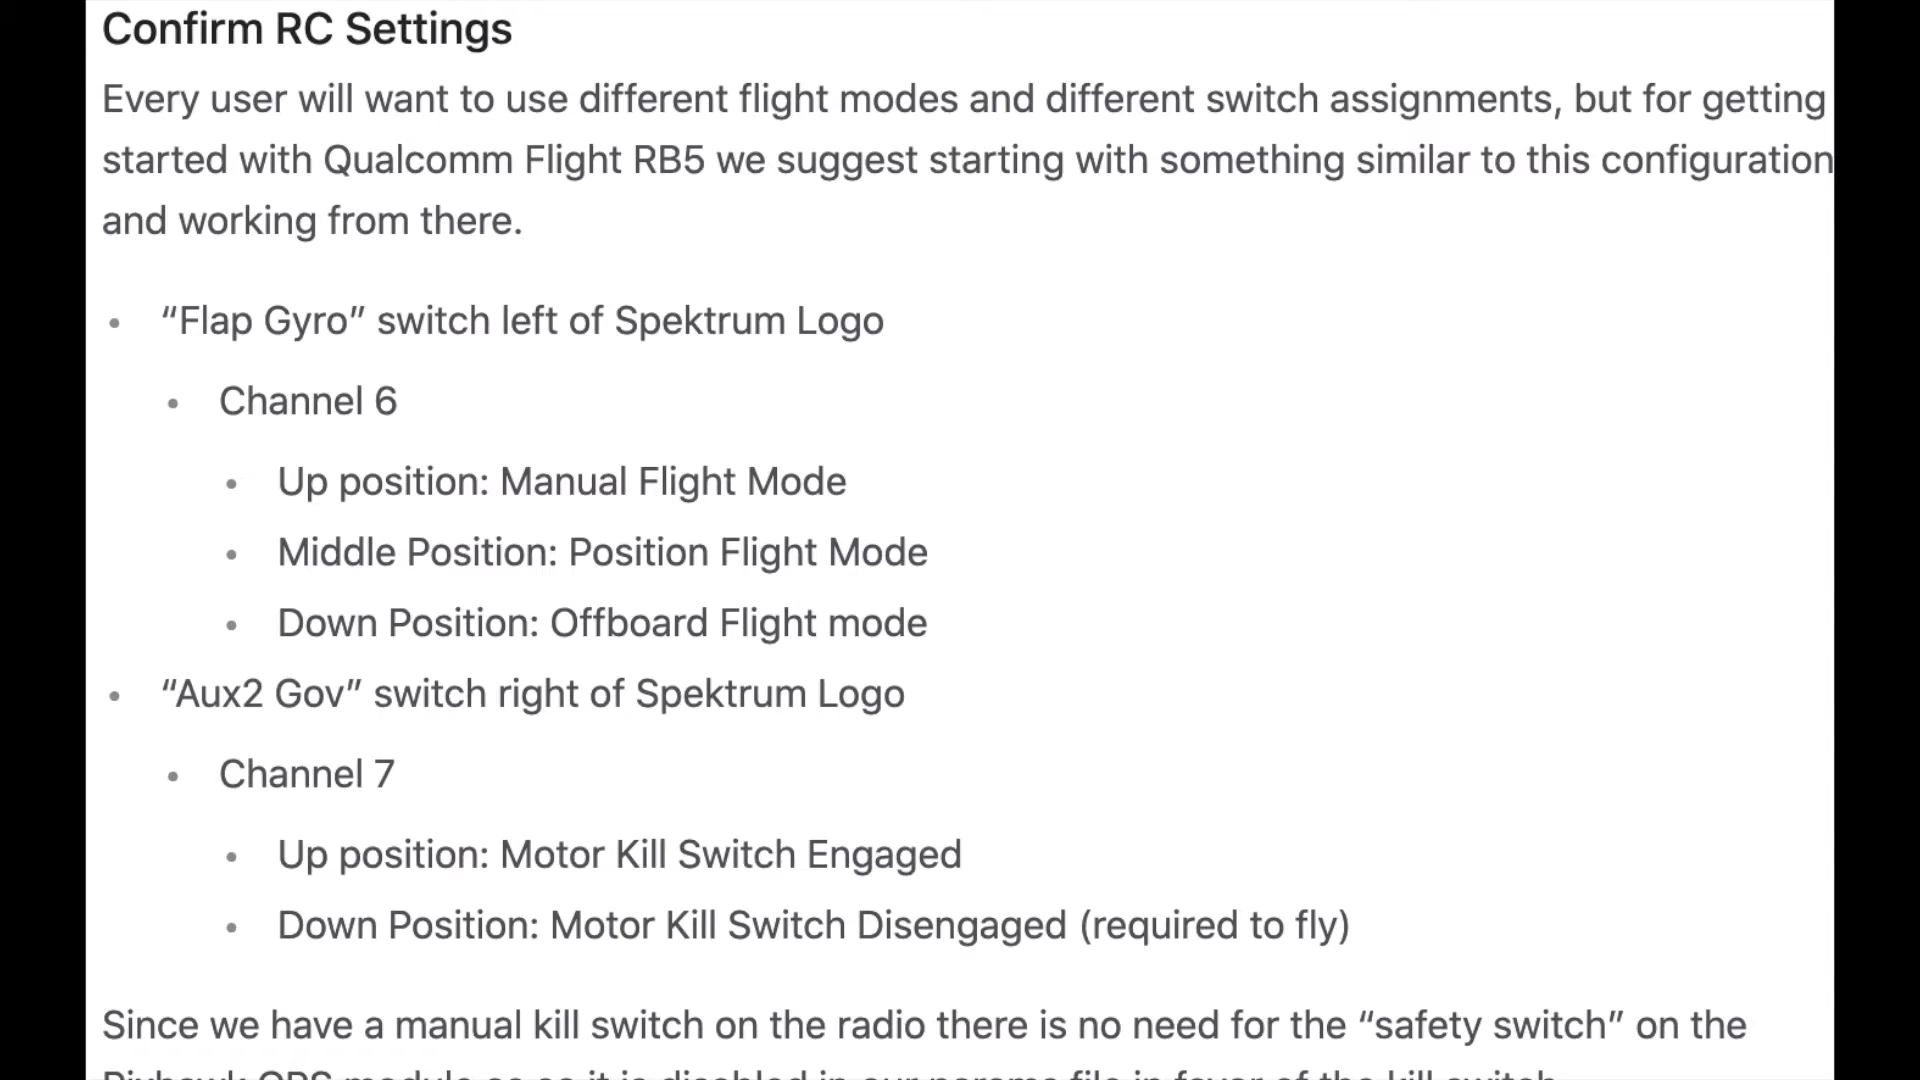 Confirm RC Settings
Every user will want to use different flight modes and different switch assignments, but for getting
started with Qualcomm Flight RB5 we suggest starting with something similar to this configuration
and working from there.
• “Flap Gyro” switch left of Spektrum Logo
• Channel 6
• Up position: Manual Flight Mode
• Middle Position: Position Flight Mode
• Down Position: Offboard Flight mode
• “Aux2 Gov” switch right of Spektrum Logo
• Channel 7
• Up position: Motor Kill Switch Engaged
• Down Position: Motor Kill Switch Disengaged (required to fly)
Since we have a manual kill switch on the radio there is no need for the “safety switch” on the